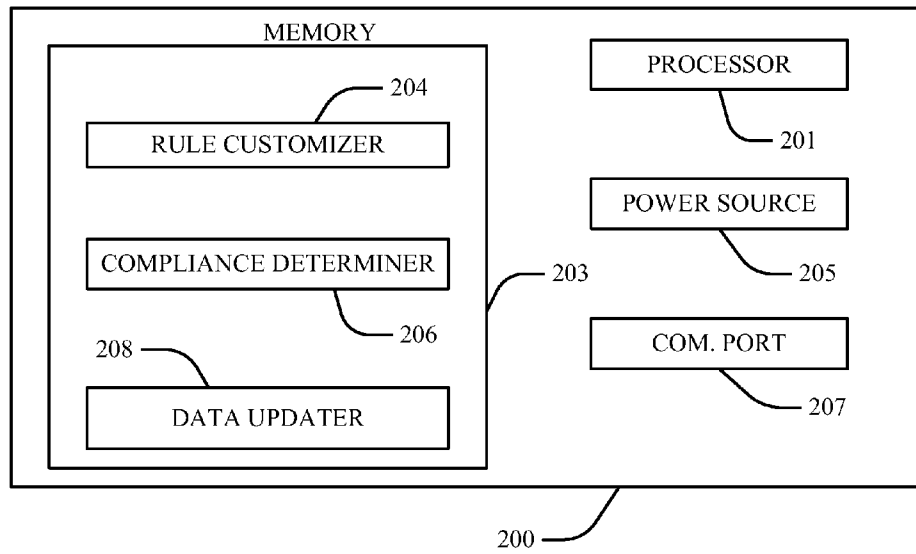 MEMORY
204
RULE CUSTOMIZER
COMPLIANCE DETERMINER
203
206
208
DATA UPDATER
PROCESSOR
201
POWER SOURCE
205
COM. PORT
207
200